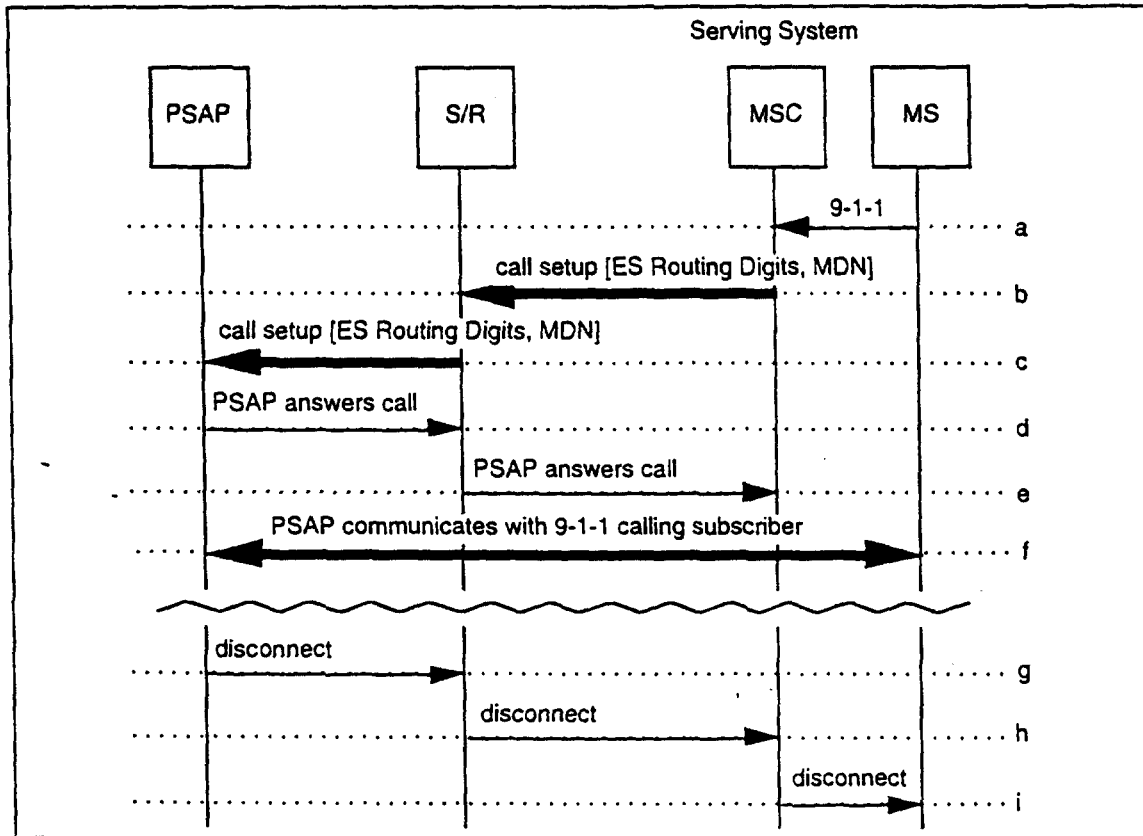 Serving System
PSAP
S/R
MSC
MS
9-1-1
a
call setup [ES Routing Digits, MDN]
b
call setup [ES Routing Digits, MDN]
c
PSAP answers call
d
PSAP answers call
e
PSAP communicates with 9-1-1 calling subscriber
f
disconnect
g
disconnect
h
disconnect
i